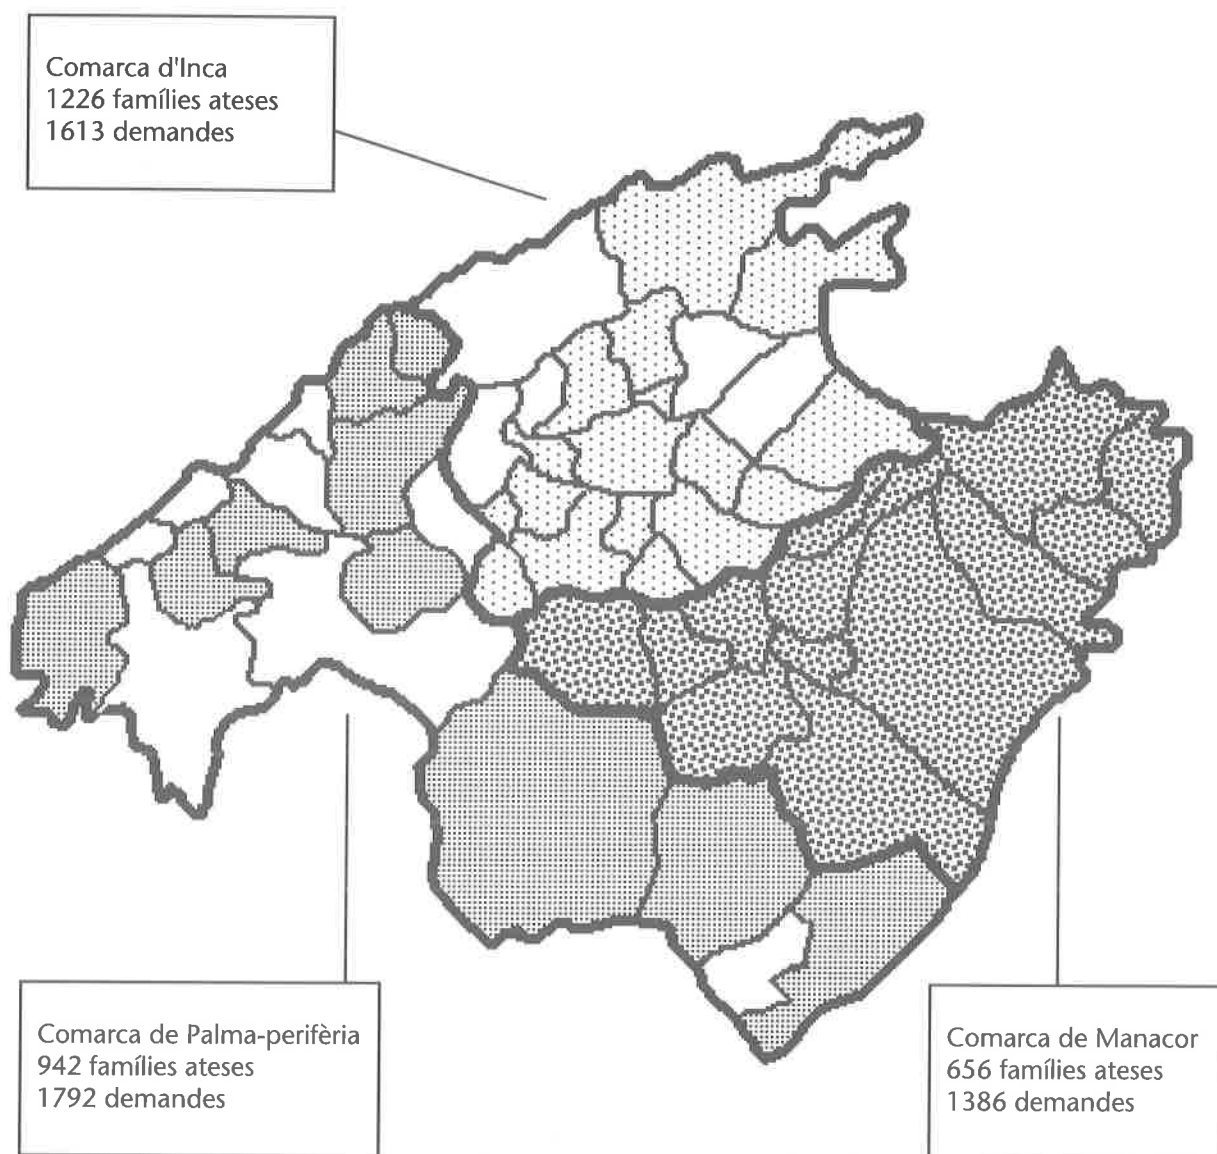 Comarca d'Inca
1226 famílies ateses
1613 demandes
Comarca de Palma-perifèria
942 famílies ateses
1792 demandes
Comarca de Manacor
656 famílies ateses
1386 demandes